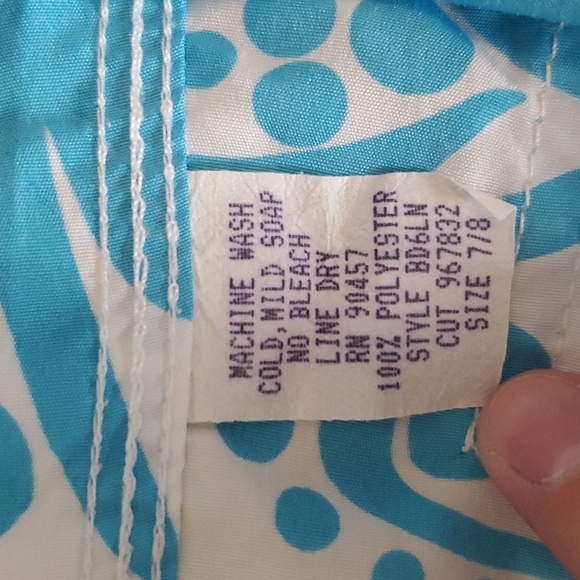 MACHINE WASH
COLD, MILD SOAP
NO BLEACH
LINE DRY
RN 90457
100% POLYESTER
STYLE BD6LN
CUT 967832
SIZE 7/8